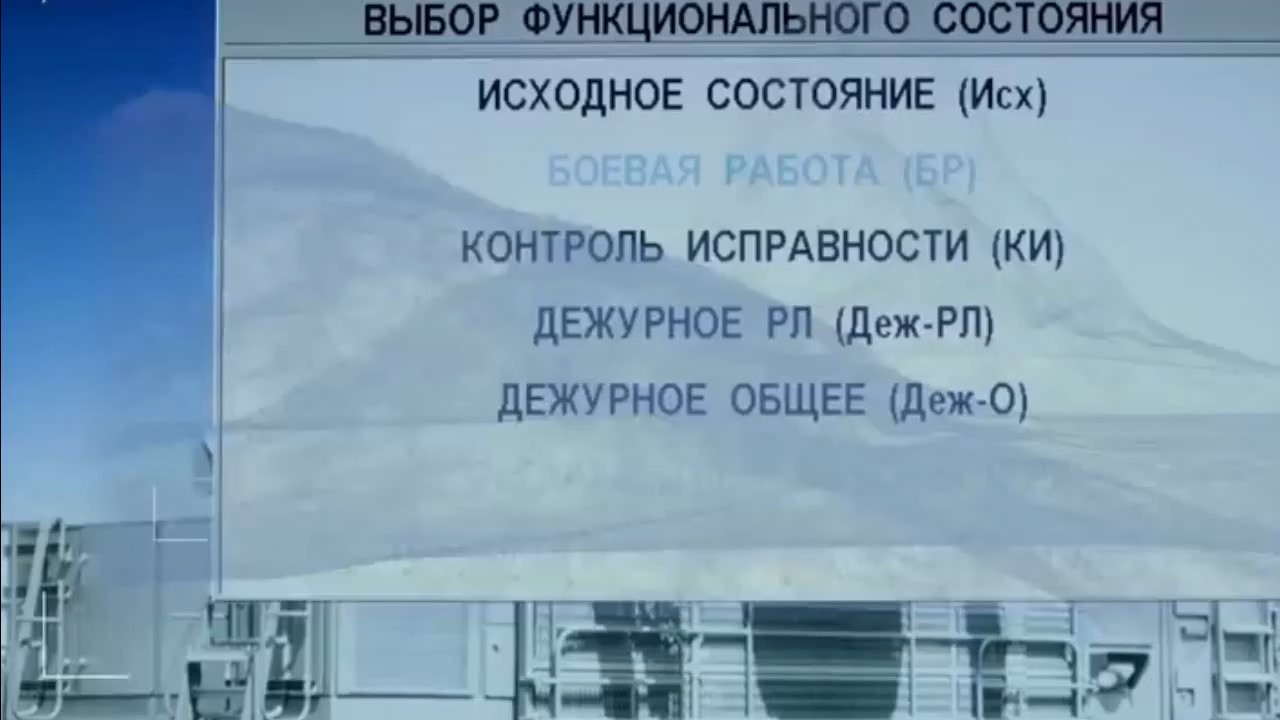 ВЫБОР ФУНКЦИОНАЛЬНОГО СОСТОЯНИЯ
ИСХОДНОЕ СОСТОЯНИЕ (Исх)
БОЕВАЯ РАБОТА (БР)
КОНТРОЛЬ ИСПРАВНОСТИ (КИ)
ДЕЖУРНОЕ РЛ (Деж-РЛ)
ДЕЖУРНОЕ ОБЩЕЕ (Деж-О)